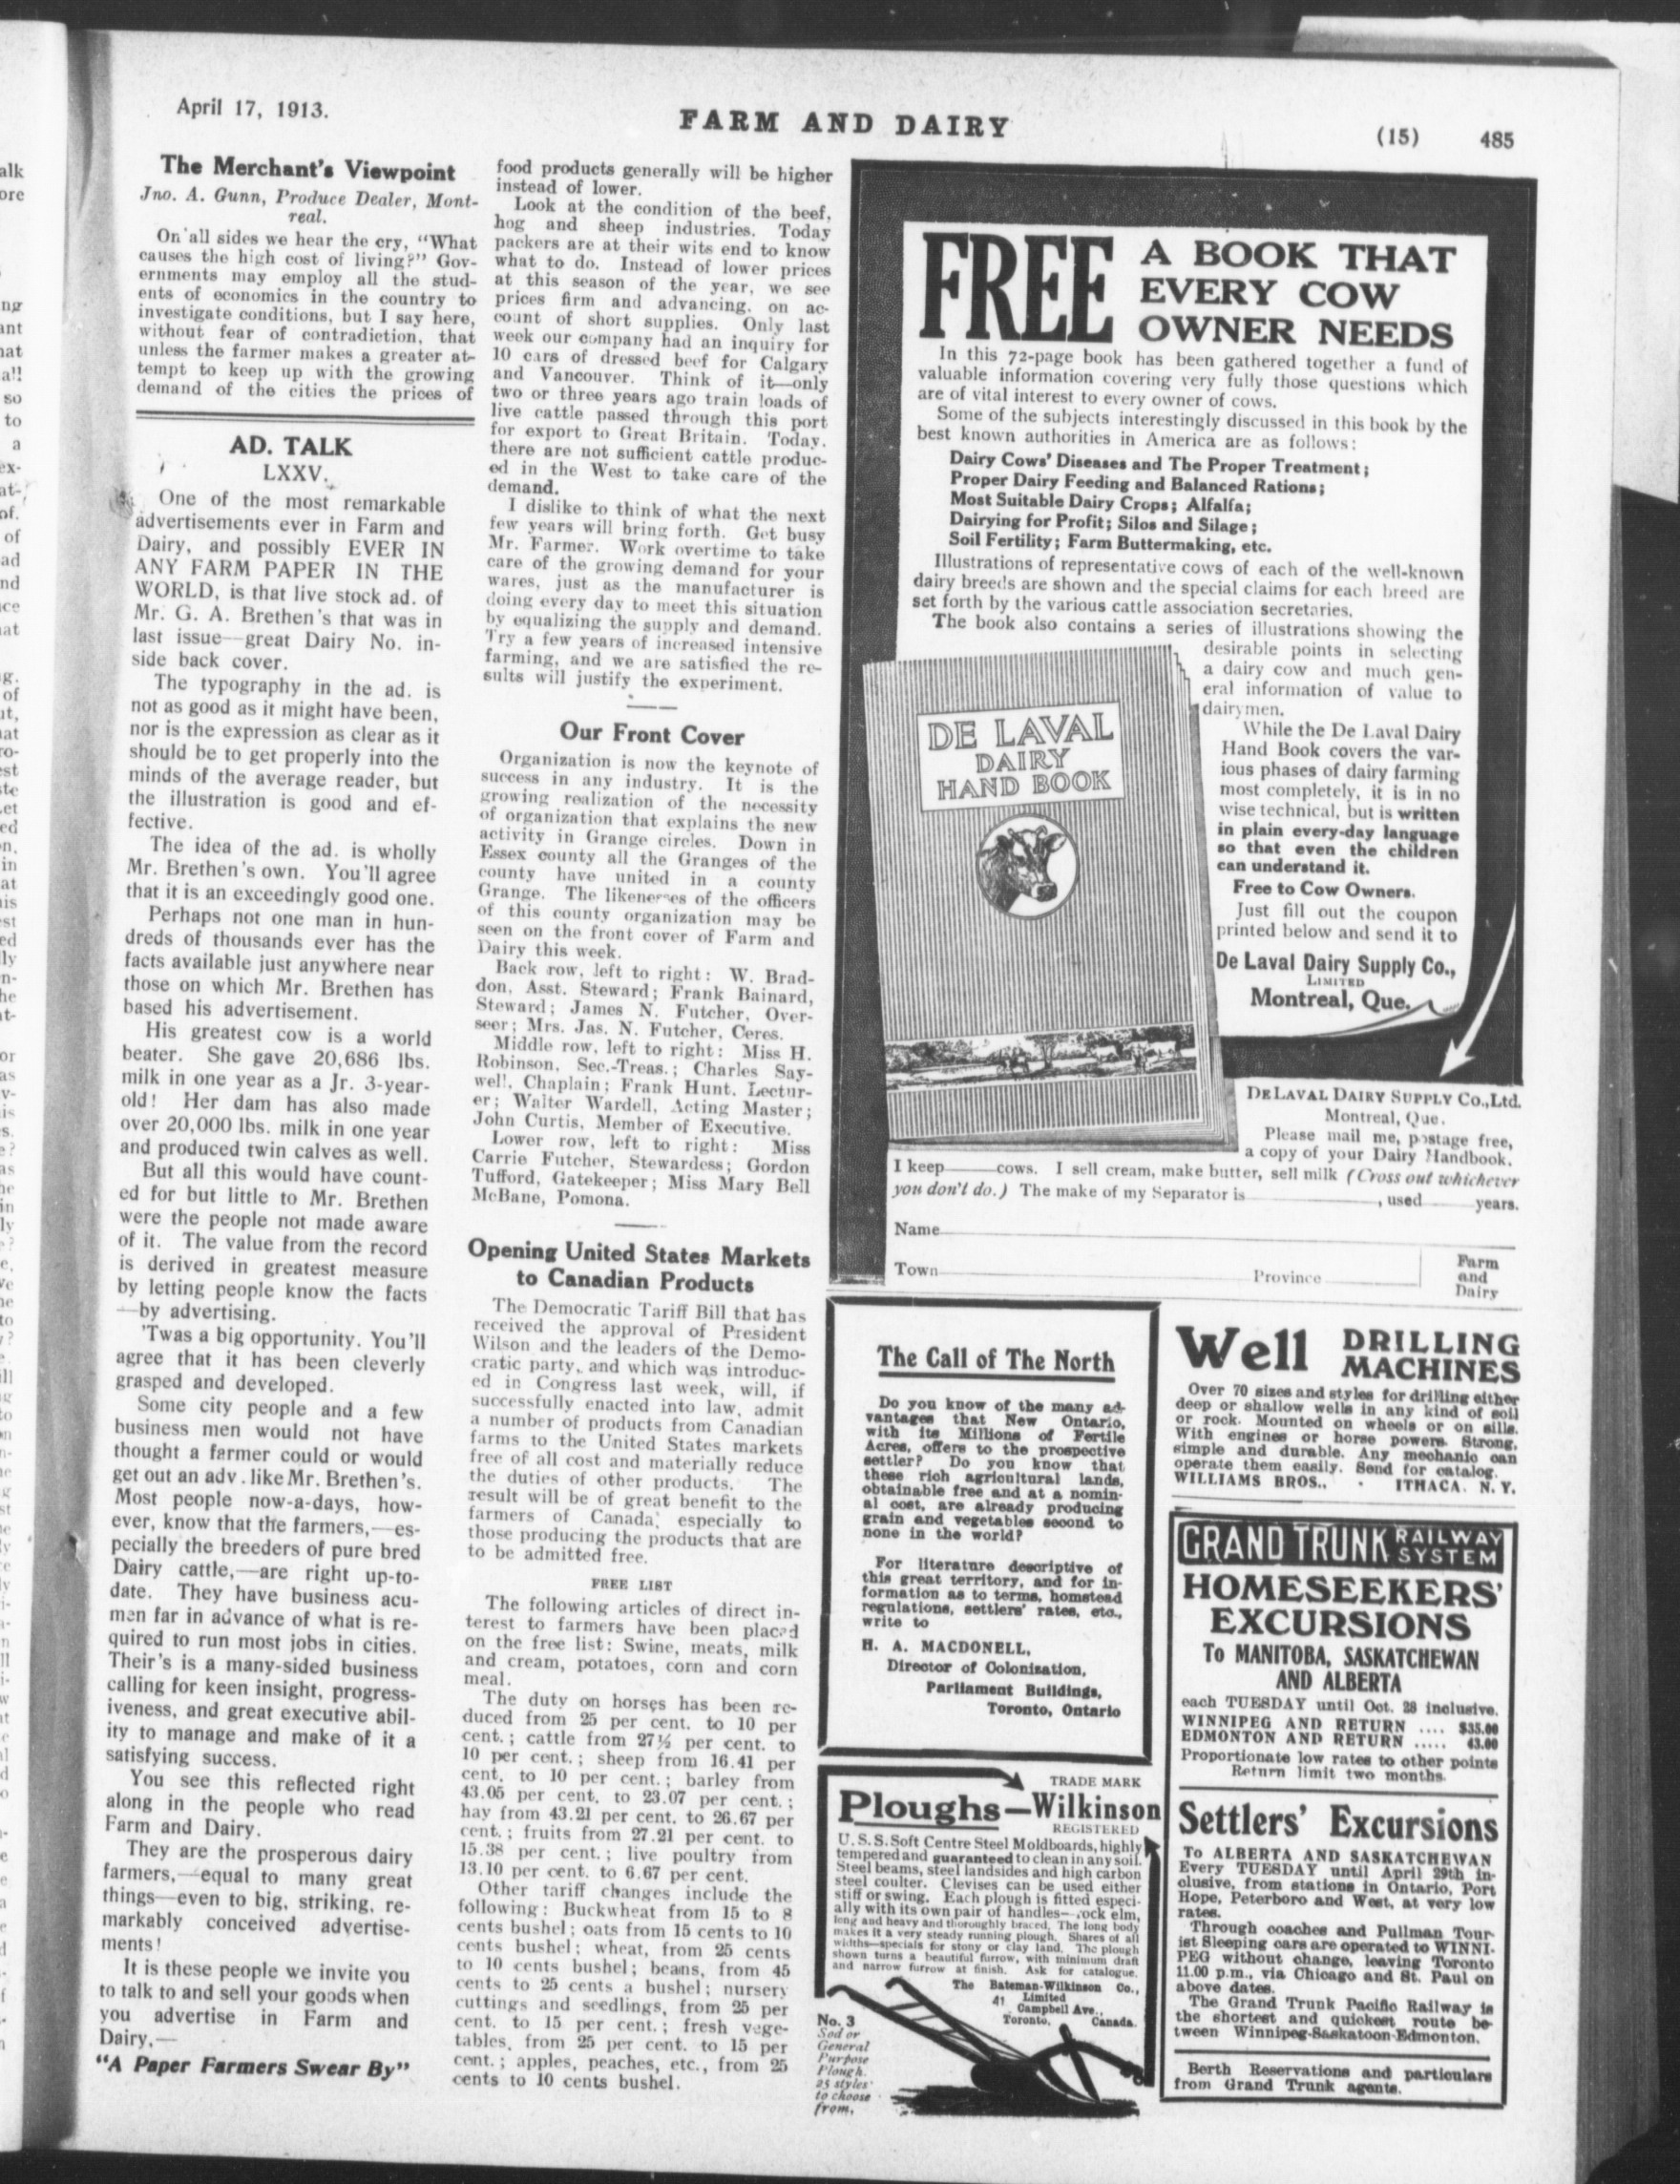 April 17, 1913.
FARM AND DAIRY
(15) 485
The Merchant's Viewpoint
Jno. A. Gunn, Produce Dealer, Mont-
real.
On all sides we hear the cry, "What
causes the high cost of living?" Gov-
ernments may employ all the stud-
ents of economics in the country to
investigate conditions, but I say here,
without fear of contradiction, that
unless the farmer makes a greater at-
tempt to keep up with the growing
demand of the cities the prices of
food products generally will be higher
instead of lower.
Look at the condition of the beef,
hog and sheep industries. Today
packers are at their wits end to know
what to do. Instead of lower prices
at this season of the year, we see
prices firm and advancing, on ac-
count of short supplies. Only last
week our company had an inquiry for
10 cars of dressed beef for Calgary
and Vancouver. Think of it—only
two or three years ago train loads of
live cattle passed through this port
for export to Great Britain. Today,
there are not sufficient cattle produc-
ed in the West to take care of the
demand.
I dislike to think of what the next
few years will bring forth. Get busy
Mr. Farmer. Work overtime to take
care of the growing demand for your
wares, just as the manufacturer is
doing every day to meet this situation
by equalizing the supply and demand.
Try a few years of increased intensive
farming, and we are satisfied the re-
sults will justify the experiment.
AD. TALK
LXXV.
One of the most remarkable
advertisements ever in Farm and
Dairy, and possibly EVER IN
ANY FARM PAPER IN THE
WORLD, is that live stock ad. of
Mr. G. A. Brethen's that was in
last issue—great Dairy No. in-
side back cover.
The typography in the ad. is
not as good as it might have been,
nor is the expression as clear as it
should be to get properly into the
minds of the average reader, but
the illustration is good and ef-
fective.
The idea of the ad. is wholly
Mr. Brethen's own. You'll agree
that it is an exceedingly good one.
Perhaps not one man in hun-
dreds of thousands ever has the
facts available just anywhere near
those on which Mr. Brethen has
based his advertisement.
His greatest cow is a world
beater. She gave 20,686 lbs.
milk in one year as a Jr. 3-year-
old! Her dam has also made
over 20,000 lbs. milk in one year
and produced twin calves as well.
But all this would have count-
ed for but little to Mr. Brethen
were the people not made aware
of it. The value from the record
is derived in greatest measure
by letting people know the facts
—by advertising.
'Twas a big opportunity. You'll
agree that it has been cleverly
grasped and developed.
Some city people and a few
business men would not have
thought a farmer could or would
get out an adv. like Mr. Brethen's.
Most people now-a-days, how-
ever, know that the farmers,—es-
pecially the breeders of pure bred
Dairy cattle,—are right up-to-
date. They have business acu-
men far in advance of what is re-
quired to run most jobs in cities.
Their's is a many-sided business
calling for keen insight, progress-
iveness, and great executive abil-
ity to manage and make of it a
satisfying success.
You see this reflected right
along in the people who read
Farm and Dairy.
They are the prosperous dairy
farmers,—equal to many great
things—even to big, striking, re-
markably conceived advertise-
ments!
It is these people we invite you
to talk to and sell your goods when
you advertise in Farm and
Dairy,—
"A Paper Farmers Swear By"
Our Front Cover
Organization is now the keynote of
success in any industry. It is the
growing realization of the necessity
of organization that explains the new
activity in Grange circles. Down in
Essex county all the Granges of the
county have united in a county
Grange. The likenesses of the officers
of this county organization may be
seen on the front cover of Farm and
Dairy this week.
Back row, left to right: W. Brad-
don, Asst. Steward; Frank Bainard,
Steward; James N. Futcher, Over-
seer; Mrs. Jas. N. Futcher, Ceres.
Middle row, left to right: Miss H.
Robinson, Sec.-Treas.; Charles Say-
well, Chaplain; Frank Hunt, Lectur-
er; Walter Wardell, Acting Master;
John Curtis, Member of Executive.
Lower row, left to right: Miss
Carrie Futcher, Stewardess; Gordon
Tufford, Gatekeeper; Miss Mary Bell
McBane, Pomona.
Opening United States Markets
to Canadian Products
The Democratic Tariff Bill that has
received the approval of President
Wilson and the leaders of the Demo-
cratic party, and which was introduc-
ed in Congress last week, will, if
successfully enacted into law, admit
a number of products from Canadian
farms to the United States markets
free of all cost and materially reduce
the duties of other products. The
result will be of great benefit to the
farmers of Canada, especially to
those producing the products that are
to be admitted free.
FREE LIST
The following articles of direct in-
terest to farmers have been placed
on the free list: Swine, meats, milk
and cream, potatoes, corn and corn
meal.
The duty on horses has been re-
duced from 25 per cent. to 10 per
cent.; cattle from 27½ per cent. to
10 per cent.; sheep from 16.41 per
cent. to 10 per cent.; barley from
43.05 per cent. to 23.07 per cent.;
hay from 43.21 per cent. to 26.67 per
cent.; fruits from 27.21 per cent. to
15.38 per cent.; live poultry from
13.10 per cent. to 6.67 per cent.
Other tariff changes include the
following: Buckwheat from 15 to 8
cents bushel; oats from 15 cents to 10
cents bushel; wheat, from 25 cents
to 10 cents bushel; beans, from 45
cents to 25 cents a bushel; nursery
cuttings and seedlings, from 25 per
cent. to 15 per cent.; fresh vege-
tables, from 25 per cent. to 15 per
cent.; apples, peaches, etc., from 25
cents to 10 cents bushel.
FREE
A BOOK THAT
EVERY COW
OWNER NEEDS
In this 72-page book has been gathered together a fund of
valuable information covering very fully those questions which
are of vital interest to every owner of cows.
Some of the subjects interestingly discussed in this book by the
best known authorities in America are as follows:
Dairy Cows' Diseases and The Proper Treatment;
Proper Dairy Feeding and Balanced Rations;
Most Suitable Dairy Crops; Alfalfa;
Dairying for Profit; Silos and Silage;
Soil Fertility; Farm Buttermaking, etc.
Illustrations of representative cows of each of the well-known
dairy breeds are shown and the special claims for each breed are
set forth by the various cattle association secretaries.
The book also contains a series of illustrations showing the
desirable points in selecting
a dairy cow and much gen-
eral information of value to
dairymen.
While the De Laval Dairy
Hand Book covers the var-
ious phases of dairy farming
most completely, it is in no
wise technical, but is written
in plain every-day language
so that even the children
can understand it.
Free to Cow Owners.
Just fill out the coupon
printed below and send it to
De Laval Dairy Supply Co.,
LIMITED
Montreal, Que.
DE LAVAL
DAIRY
HAND BOOK
DE LAVAL DAIRY SUPPLY Co., Ltd.
Montreal, Que.
Please mail me, postage free,
a copy of your Dairy Handbook.
I keep cows. I sell cream, make butter, sell milk (Cross out whichever
you don't do.) The make of my Separator is , used years.
Name
Town Province
Farm
and
Dairy
The Call of The North
Do you know of the many ad-
vantages that New Ontario,
with its Millions of Fertile
Acres, offers to the prospective
settler? Do you know that
these rich agricultural lands,
obtainable free and at a nomin-
al cost, are already producing
grain and vegetables second to
none in the world?
For literature descriptive of
this great territory, and for in-
formation as to terms, homestead
regulations, settlers' rates, etc.,
write to
H. A. MACDONELL,
Director of Colonization,
Parliament Buildings,
Toronto, Ontario
TRADE MARK
Ploughs—Wilkinson
REGISTERED
U.S.S. Soft Centre Steel Moldboards, highly
tempered and guaranteed to clean in any soil.
Steel beams, steel landsides and high carbon
steel coulter. Clevises can be used either
stiff or swing. Each plough is fitted especi-
ally with its own pair of handles—rock elm,
long and heavy and thoroughly braced. The long body
makes it a very steady running plough. Shares of all
widths—specials for stony or clay land. The plough
shown turns a beautiful furrow, with minimum draft
and narrow furrow at finish. Ask for catalogue.
The Bateman-Wilkinson Co.,
Limited
41 Campbell Ave.,
Toronto, Canada.
No. 3
Sod or
General
Purpose
Plough.
25 styles
to choose
from.
Well DRILLING
MACHINES
Over 70 sizes and styles for drilling either
deep or shallow wells in any kind of soil
or rock. Mounted on wheels or on sills.
With engines or horse powers. Strong,
simple and durable. Any mechanic can
operate them easily. Send for catalog.
WILLIAMS BROS., ITHACA, N. Y.
GRAND TRUNK RAILWAY
SYSTEM
HOMESEEKERS'
EXCURSIONS
To MANITOBA, SASKATCHEWAN
AND ALBERTA
each TUESDAY until Oct. 28 inclusive.
WINNIPEG AND RETURN .... $35.00
EDMONTON AND RETURN ..... 43.00
Proportionate low rates to other points
Return limit two months.
Settlers' Excursions
To ALBERTA AND SASKATCHEWAN
Every TUESDAY until April 29th in-
clusive, from stations in Ontario, Port
Hope, Peterboro and West, at very low
rates.
Through coaches and Pullman Tour-
ist Sleeping cars are operated to WINNI-
PEG without change, leaving Toronto
11.00 p.m., via Chicago and St. Paul on
above dates.
The Grand Trunk Pacific Railway is
the shortest and quickest route be-
tween Winnipeg-Saskatoon-Edmonton.
Berth Reservations and particulars
from Grand Trunk agents.